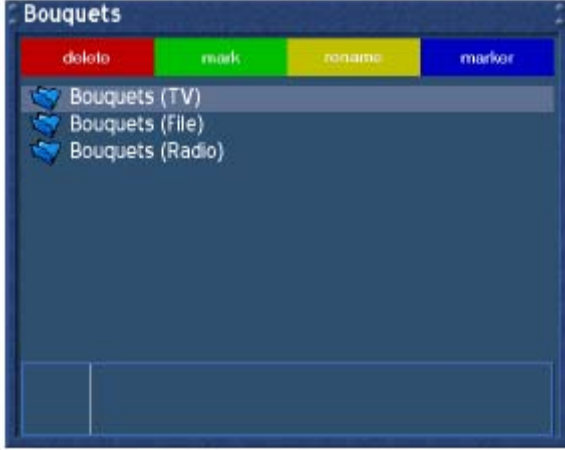 Bouquets
delete mark rename marker
Bouquets (TV)
Bouquets (File)
Bouquets (Radio)